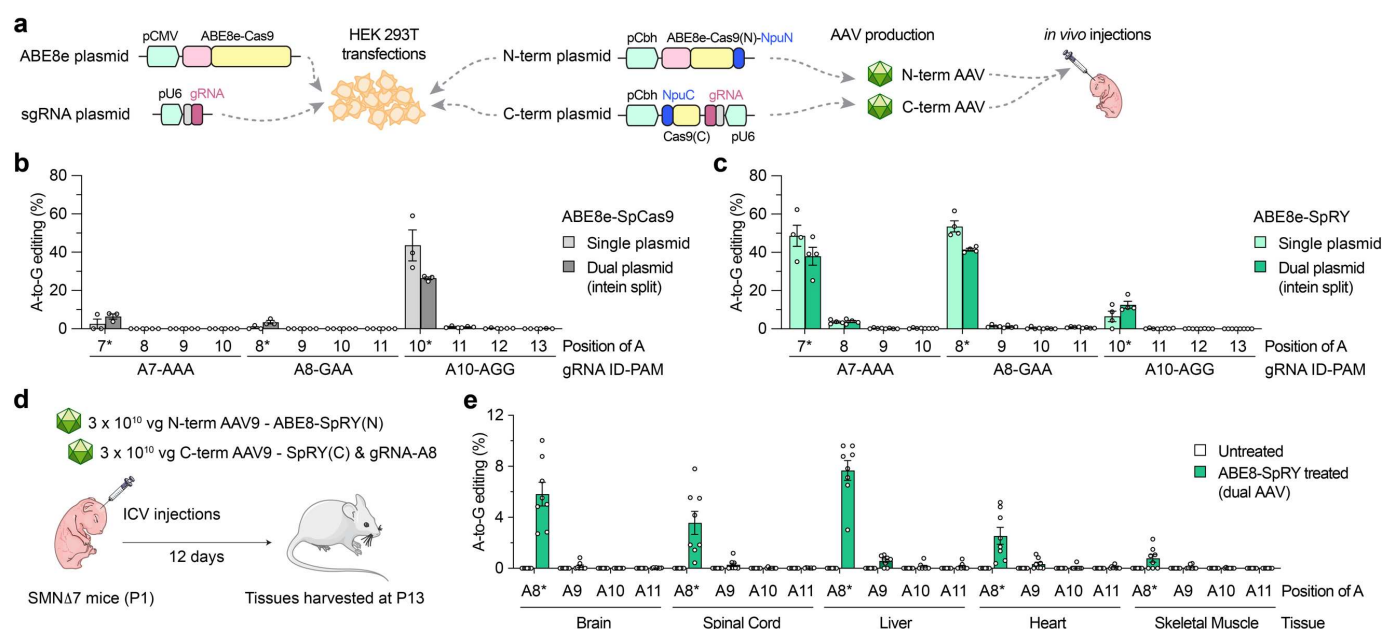 a
pCMV ABE8e-Cas9
ABE8e plasmid
pU6 gRNA
sgRNA plasmid
HEK 293T
transfections
pCbh ABE8e-Cas9(N)-NpuN
N-term plasmid
pCbh NpuC gRNA
C-term plasmid
Cas9(C) pU6
AAV production
N-term AAV
C-term AAV
in vivo injections
b
A-to-G editing (%)
80
60
40
20
0
7* 8 9 10 8* 9 10 11 10* 11 12 13 Position of A
A7-AAA A8-GAA A10-AGG gRNA ID-PAM
ABE8e-SpCas9
Single plasmid
Dual plasmid
(intein split)
c
A-to-G editing (%)
80
60
40
20
0
7* 8 9 10 8* 9 10 11 10* 11 12 13 Position of A
A7-AAA A8-GAA A10-AGG gRNA ID-PAM
ABE8e-SpRY
Single plasmid
Dual plasmid
(intein split)
d
3 x 10¹⁰ vg N-term AAV9 - ABE8-SpRY(N)
3 x 10¹⁰ vg C-term AAV9 - SpRY(C) & gRNA-A8
ICV injections
12 days
SMNΔ7 mice (P1)
Tissues harvested at P13
e
A-to-G editing (%)
12
8
4
0
Untreated
ABE8-SpRY treated
(dual AAV)
A8* A9 A10 A11 A8* A9 A10 A11 A8* A9 A10 A11 A8* A9 A10 A11 A8* A9 A10 A11 Position of A
Brain Spinal Cord Liver Heart Skeletal Muscle Tissue